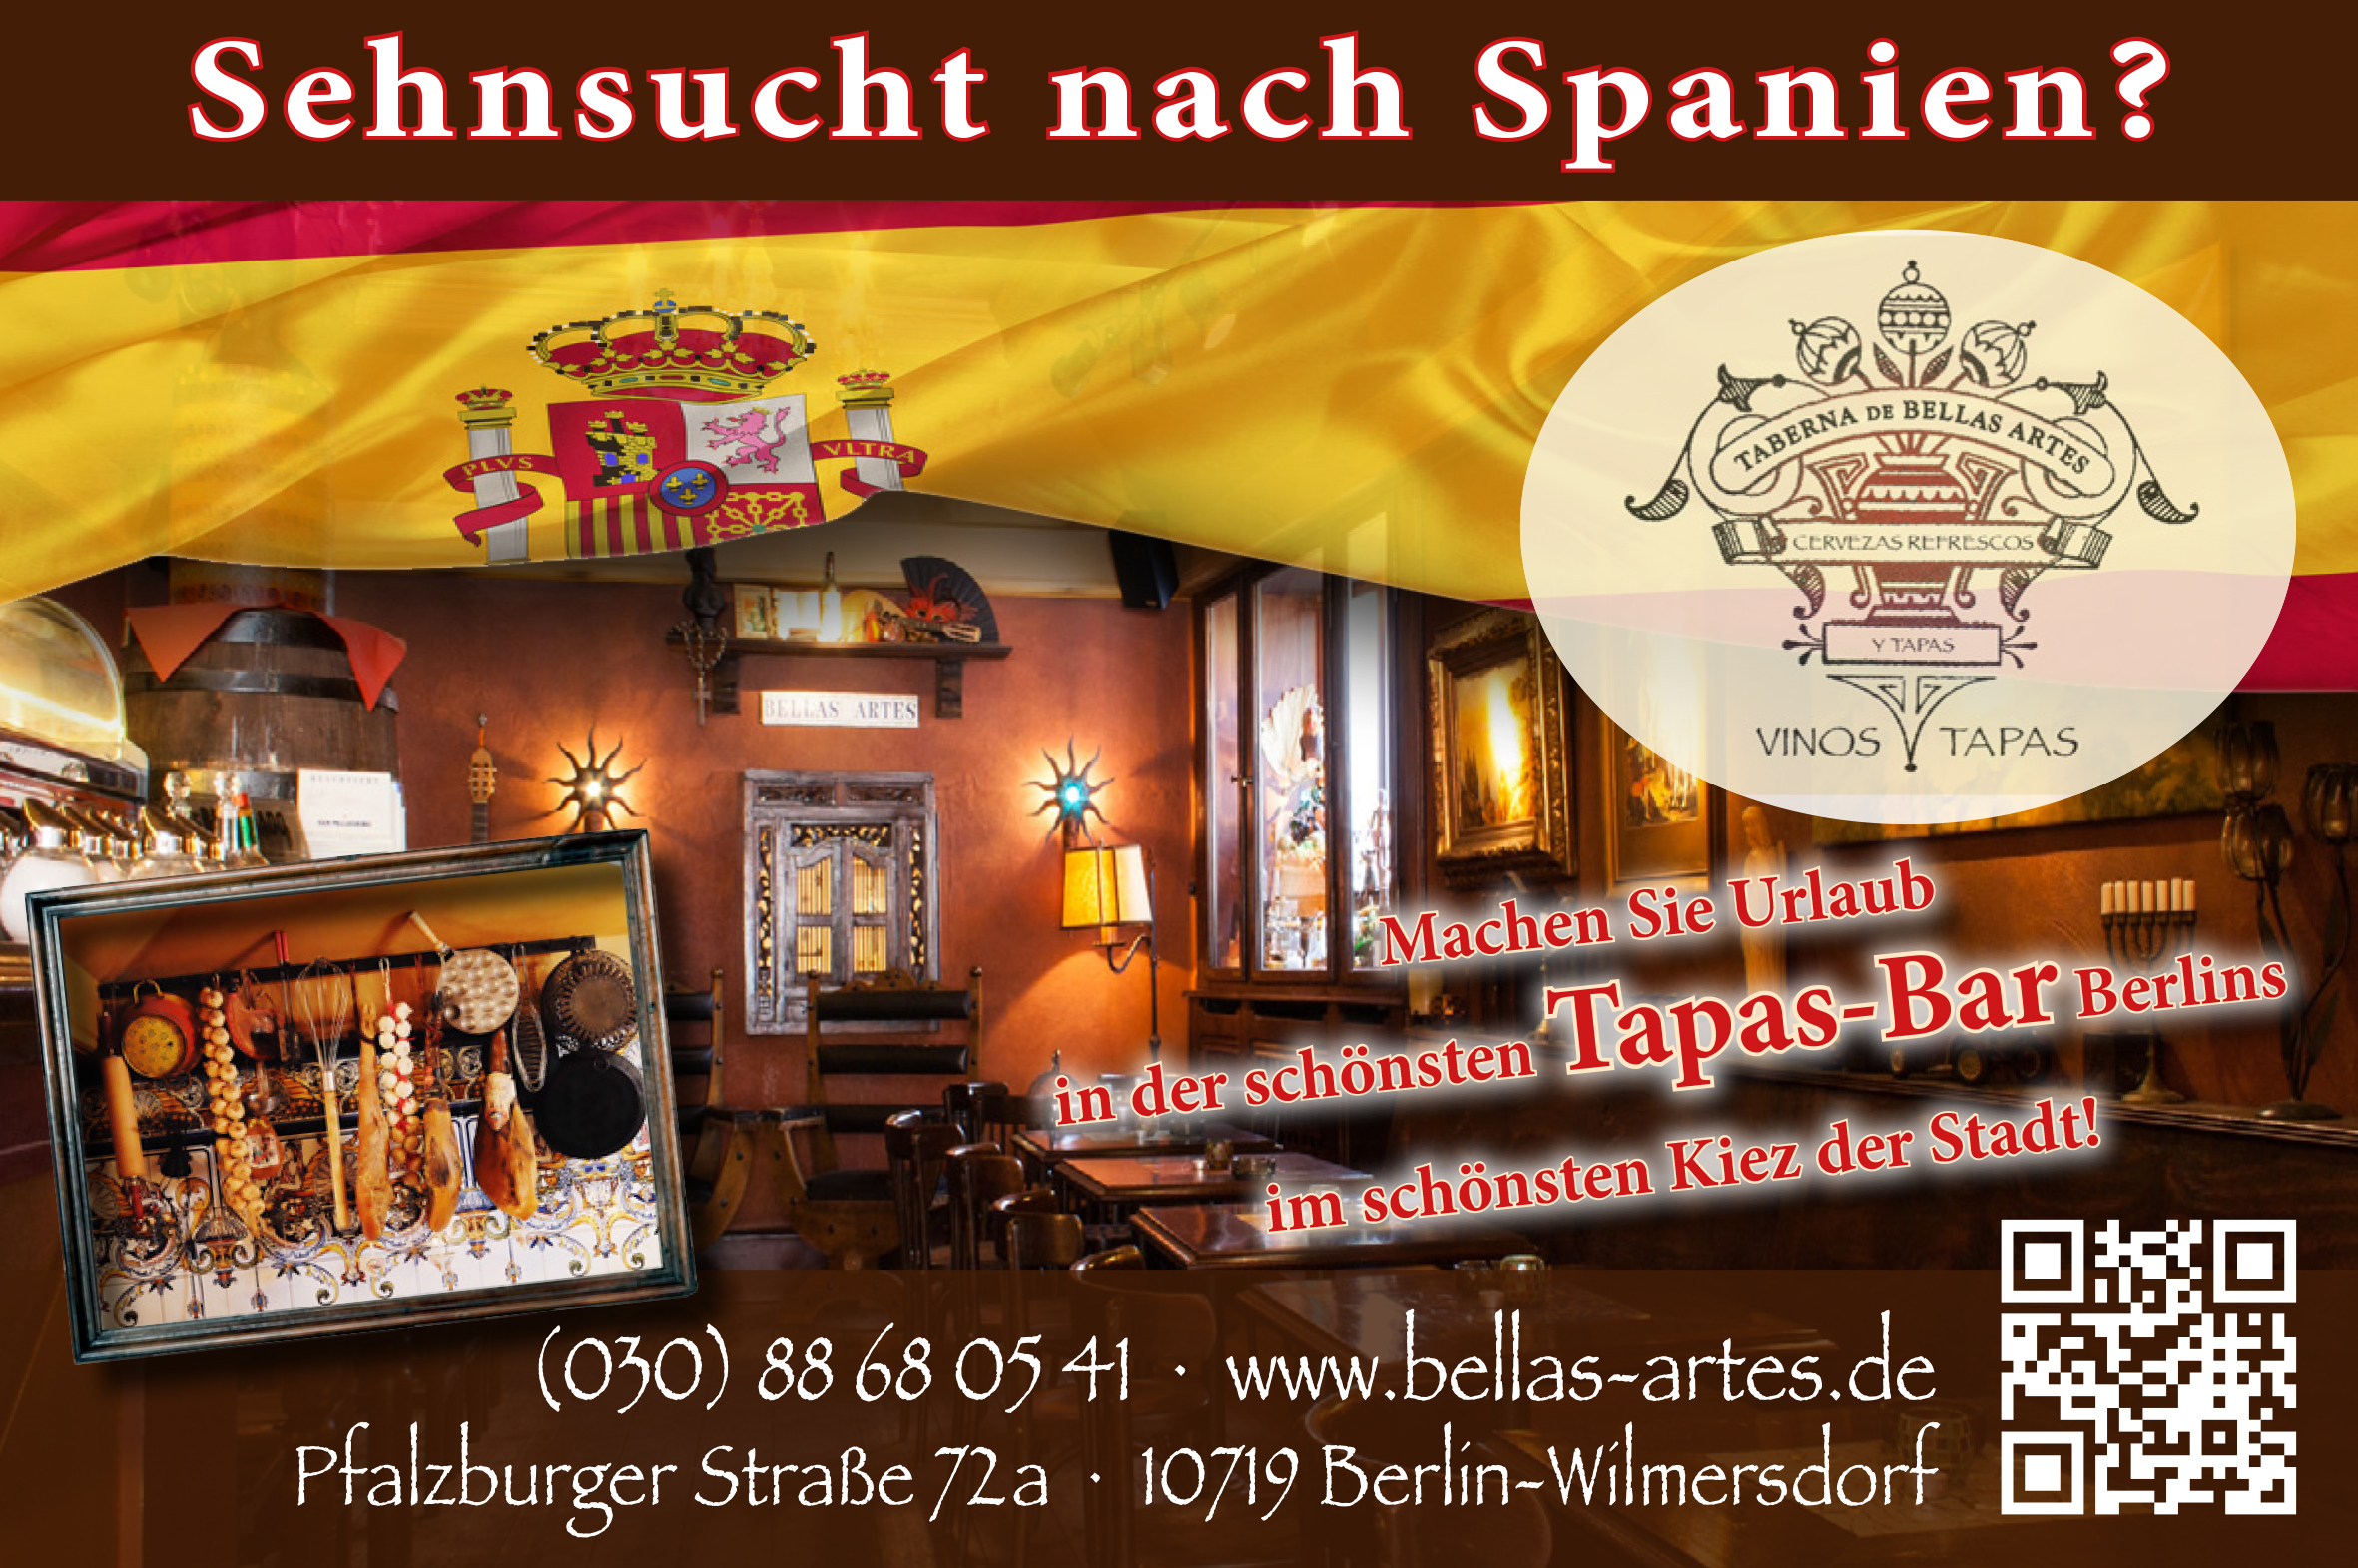 Sehnsucht nach Spanien?
PLVS
VLTRA
TABERNA DE BELLAS ARTES
CERVEZAS REFRESCOS
Y TAPAS
VINOS TAPAS
BELLAS ARTES
Machen Sie Urlaub
in der schönsten Tapas-Bar Berlins
im schönsten Kiez der Stadt!
(030) 88 68 05 41 · www.bellas-artes.de
Pfalzburger Straße 72a · 10719 Berlin-Wilmersdorf